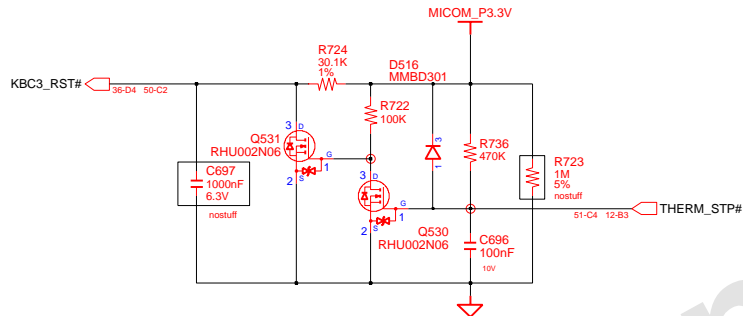 MICOM_P3.3V
R724
30.1K
1%
D516
MMBD301
KBC3_RST#
36-D4 50-C2
R722
100K
3
D
Q531
RHU002N06
G
1
S
2
3
1
R736
470K
R723
1M
5%
nostuff
C697
1000nF
6.3V
nostuff
3
D
G
1
S
2
Q530
RHU002N06
51-C4 12-B3
THERM_STP#
C696
100nF
10V